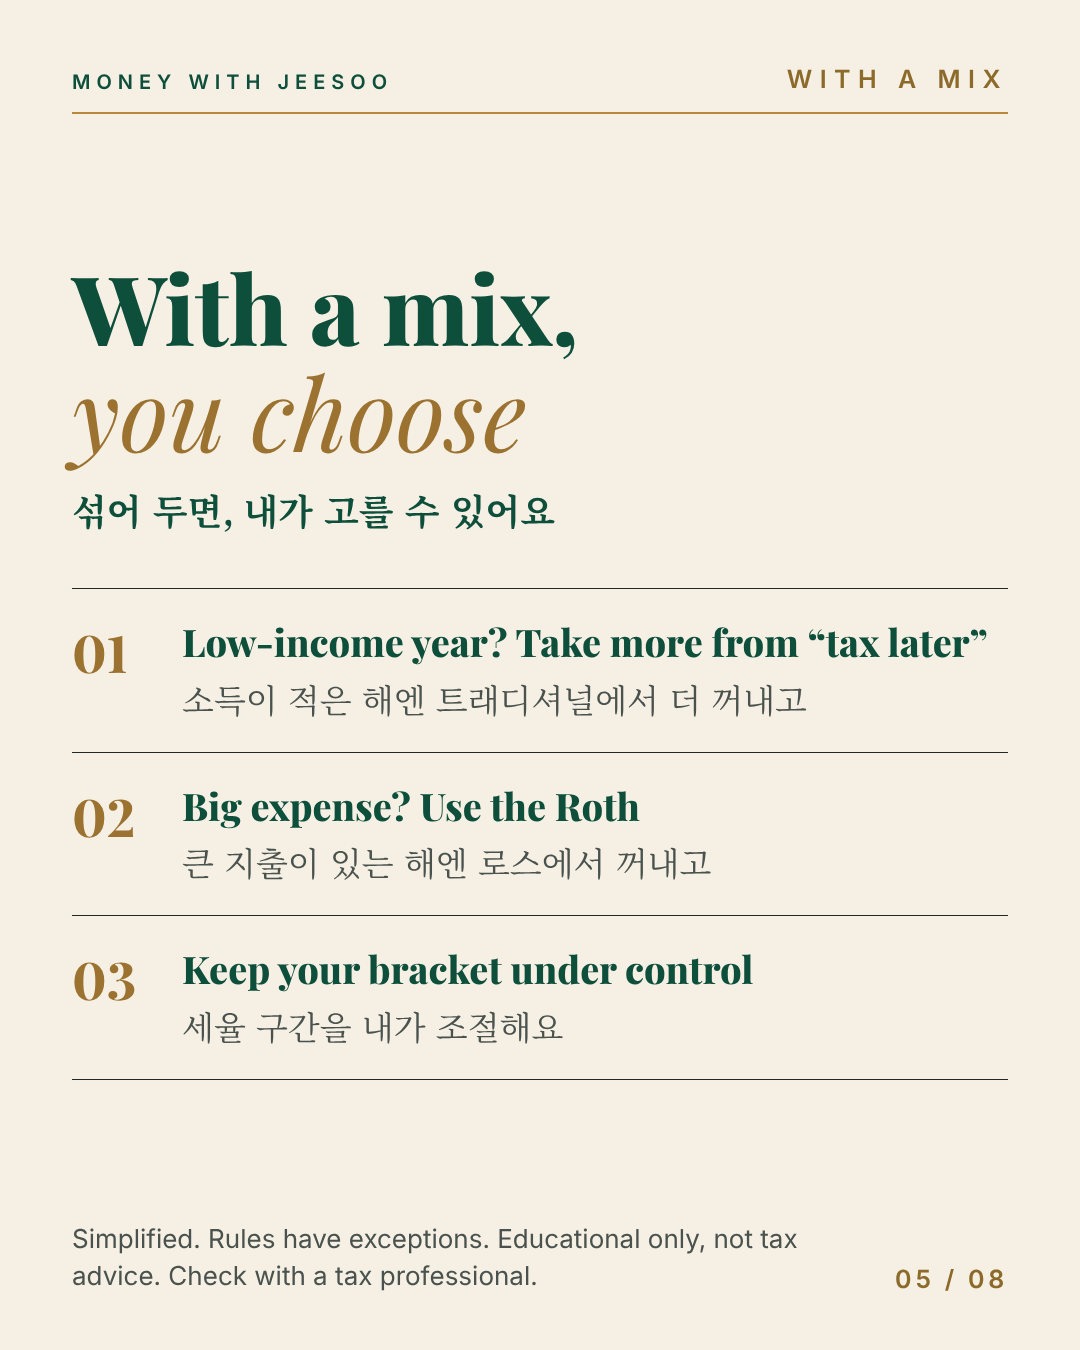 MONEY WITH JEESOO
WITH A MIX
With a mix,
you choose
섞어 두면, 내가 고를 수 있어요
01
Low-income year? Take more from “tax later”
소득이 적은 해엔 트래디셔널에서 더 꺼내고
02
Big expense? Use the Roth
큰 지출이 있는 해엔 로스에서 꺼내고
03
Keep your bracket under control
세율 구간을 내가 조절해요
Simplified. Rules have exceptions. Educational only, not tax
advice. Check with a tax professional.
05 / 08